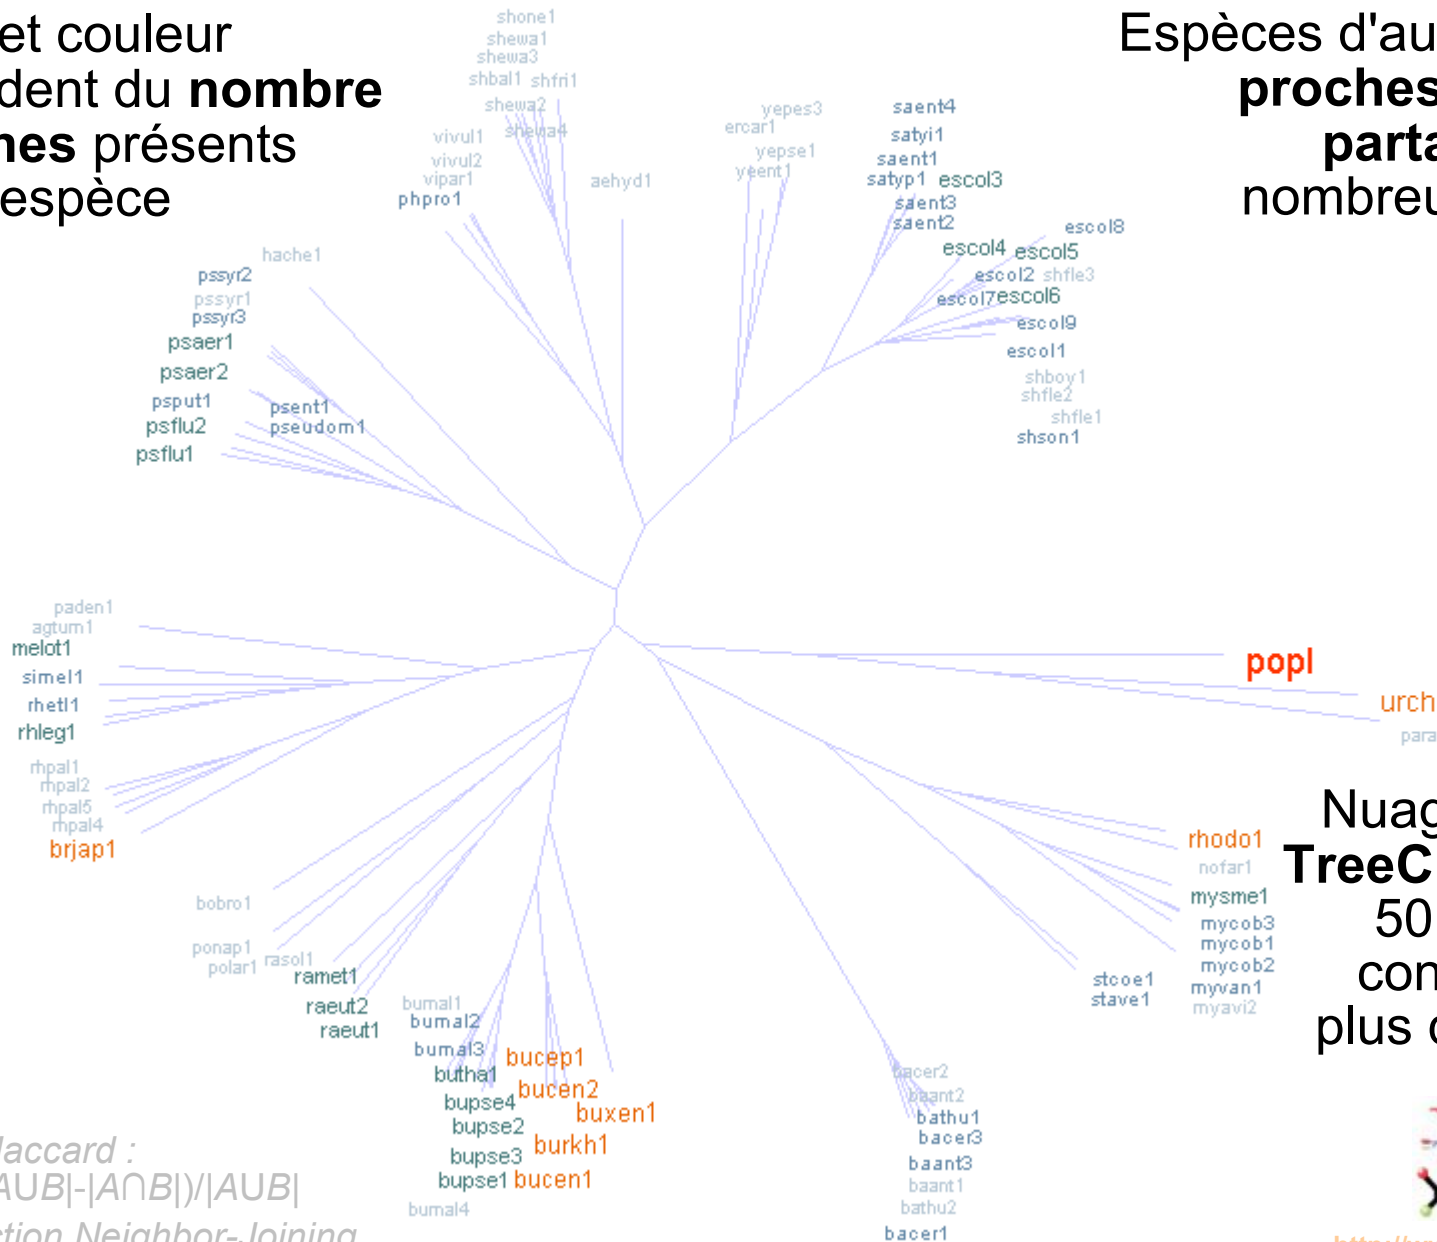 et couleur
dent du nombre
nes présents
espèce
Espèces d'au
proches
parta
nombreu
shone1
shewa1
shewa3
shbal1 shfri1
shewa2
shewa4
vivul1
vivul2
vipar1
phpro1
aehyd1
yepes3
ercar1
yepse1
yeent1
saent4
satyi1
saent1
satyp1 escol3
saent3
saent2
escol8
escol4 escol5
escol2 shfle3
escol7 escol6
escol9
escol1
shboy1
shfle2
shfle1
shson1
hache1
pssyr2
pssyr1
pssyr3
psaer1
psaer2
psput1
psent1
psflu2
pseudom1
psflu1
paden1
agtum1
melot1
simel1
rhetl1
rhleg1
rhpal1
rhpal2
rhpal5
rhpal4
brjap1
popl
urch
para
Nuag
TreeC
50
con
plus
rhodo1
nofar1
mysme1
mycob3
mycob1
mycob2
myvan1
myavi2
stcoe1
stave1
bobro1
ponap1
polar1 rasol1
ramet1
raeut2
raeut1
bumal1
bumal2
bumal3
butha1
bupse4
bupse2
bupse3
bupse1
bumal4
bucep1
bucen2
buxen1
burkh1
bucen1
bacer2
baant2
bathu1
bacer3
baant3
baant1
bathu2
bacer1
Jaccard :
AUB|-|A∩B|)/|AUB|
ction Neighbor-Joining